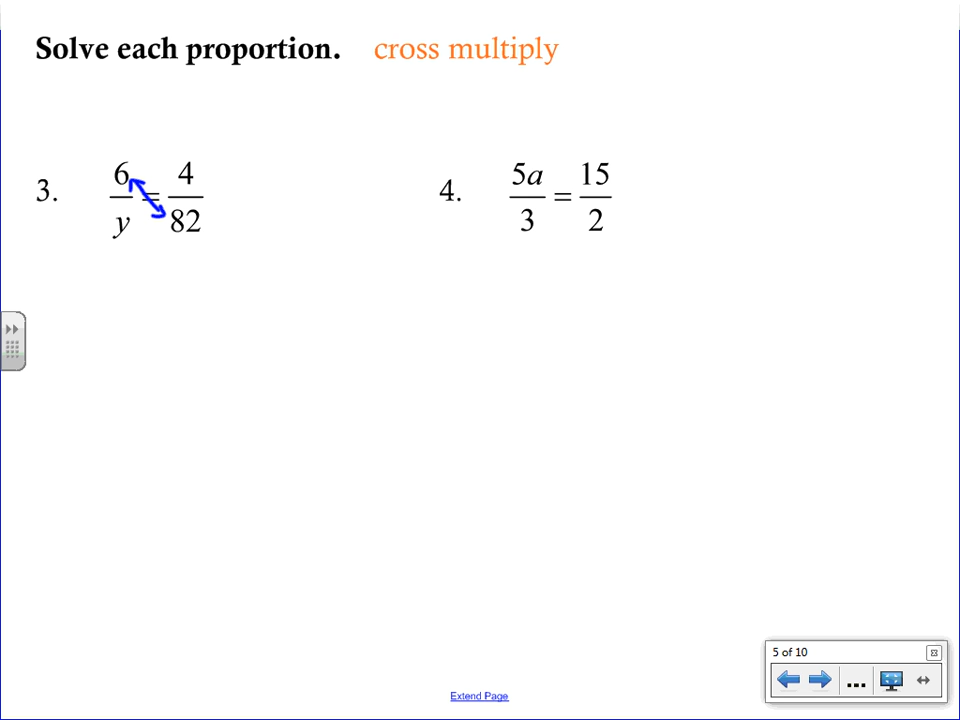 Solve each proportion. cross multiply
3. 6/y = 4/82
4. 5a/3 = 15/2
5 of 10
...
Extend Page